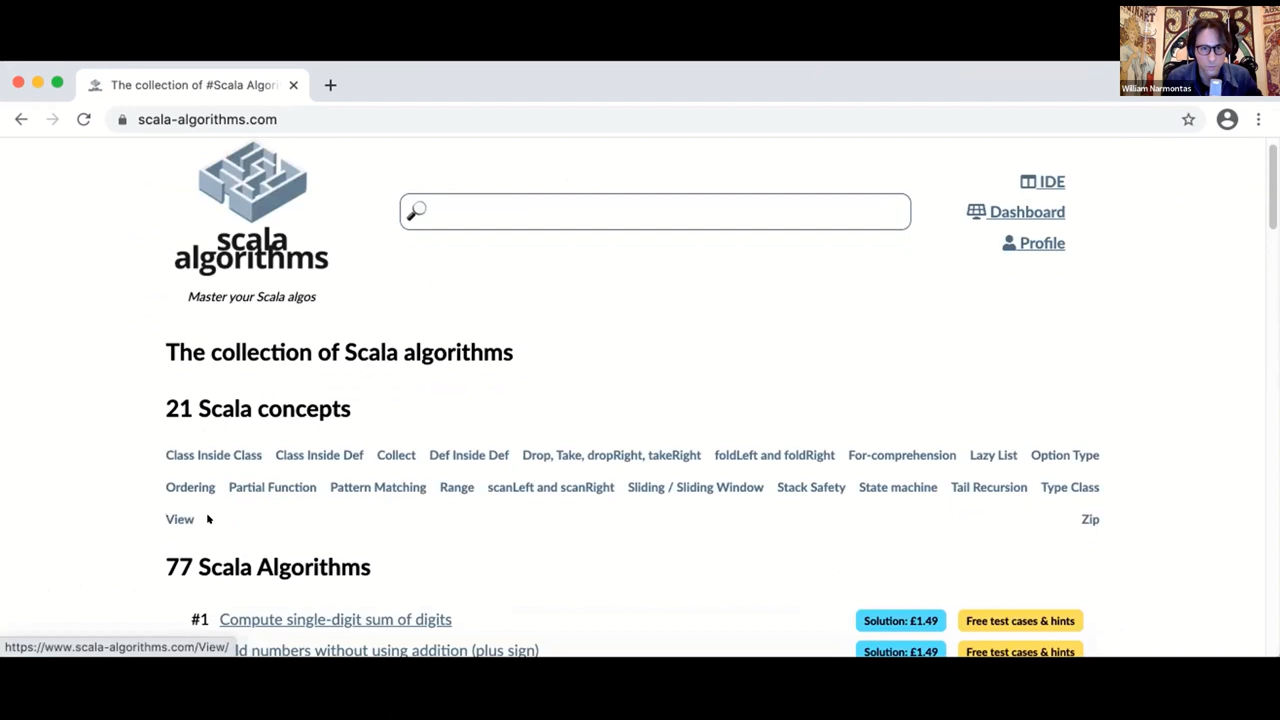 William Narmontas
The collection of #Scala Algori
scala-algorithms.com
scala
algorithms
Master your Scala algos
IDE
Dashboard
Profile
The collection of Scala algorithms
21 Scala concepts
Class Inside Class Class Inside Def Collect Def Inside Def Drop, Take, dropRight, takeRight foldLeft and foldRight For-comprehension Lazy List Option Type
Ordering Partial Function Pattern Matching Range scanLeft and scanRight Sliding / Sliding Window Stack Safety State machine Tail Recursion Type Class
View Zip
77 Scala Algorithms
#1 Compute single-digit sum of digits Solution: £1.49 Free test cases & hints
ld numbers without using addition (plus sign) Solution: £1.49 Free test cases & hints
https://www.scala-algorithms.com/View/